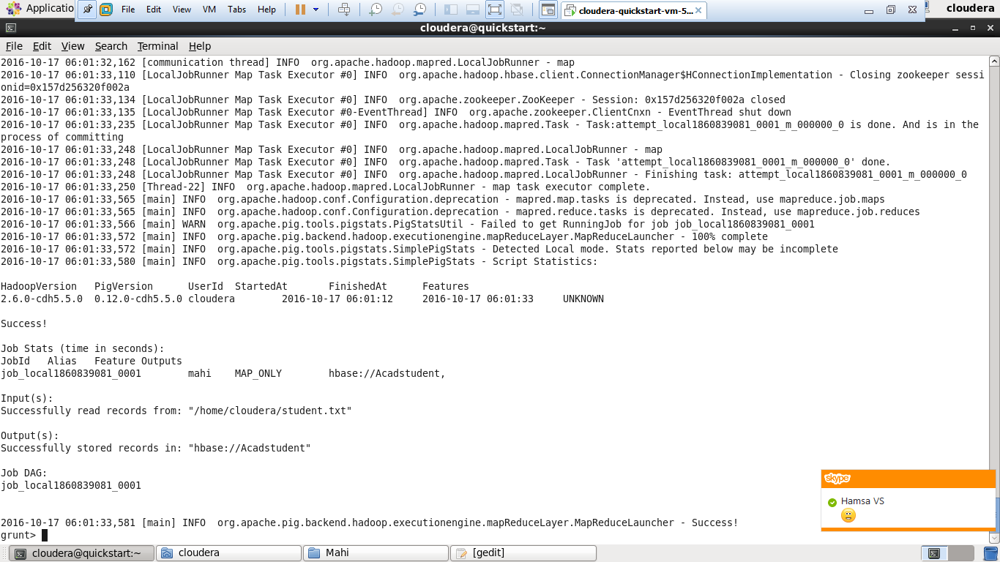 Applicatio File Edit View VM Tabs Help cloudera-quickstart-vm-5... cloudera
cloudera@quickstart:~
File Edit View Search Terminal Help
2016-10-17 06:01:32,162 [communication thread] INFO  org.apache.hadoop.mapred.LocalJobRunner - map
2016-10-17 06:01:33,110 [LocalJobRunner Map Task Executor #0] INFO  org.apache.hadoop.hbase.client.ConnectionManager$HConnectionImplementation - Closing zookeeper sessi
onid=0x157d256320f002a
2016-10-17 06:01:33,134 [LocalJobRunner Map Task Executor #0] INFO  org.apache.zookeeper.ZooKeeper - Session: 0x157d256320f002a closed
2016-10-17 06:01:33,135 [LocalJobRunner Map Task Executor #0-EventThread] INFO  org.apache.zookeeper.ClientCnxn - EventThread shut down
2016-10-17 06:01:33,235 [LocalJobRunner Map Task Executor #0] INFO  org.apache.hadoop.mapred.Task - Task:attempt_local1860839081_0001_m_000000_0 is done. And is in the
process of committing
2016-10-17 06:01:33,248 [LocalJobRunner Map Task Executor #0] INFO  org.apache.hadoop.mapred.LocalJobRunner - map
2016-10-17 06:01:33,248 [LocalJobRunner Map Task Executor #0] INFO  org.apache.hadoop.mapred.Task - Task 'attempt_local1860839081_0001_m_000000_0' done.
2016-10-17 06:01:33,248 [LocalJobRunner Map Task Executor #0] INFO  org.apache.hadoop.mapred.LocalJobRunner - Finishing task: attempt_local1860839081_0001_m_000000_0
2016-10-17 06:01:33,250 [Thread-22] INFO  org.apache.hadoop.mapred.LocalJobRunner - map task executor complete.
2016-10-17 06:01:33,565 [main] INFO  org.apache.hadoop.conf.Configuration.deprecation - mapred.map.tasks is deprecated. Instead, use mapreduce.job.maps
2016-10-17 06:01:33,565 [main] INFO  org.apache.hadoop.conf.Configuration.deprecation - mapred.reduce.tasks is deprecated. Instead, use mapreduce.job.reduces
2016-10-17 06:01:33,566 [main] WARN  org.apache.pig.tools.pigstats.PigStatsUtil - Failed to get RunningJob for job job_local1860839081_0001
2016-10-17 06:01:33,572 [main] INFO  org.apache.pig.backend.hadoop.executionengine.mapReduceLayer.MapReduceLauncher - 100% complete
2016-10-17 06:01:33,572 [main] INFO  org.apache.pig.tools.pigstats.SimplePigStats - Detected Local mode. Stats reported below may be incomplete
2016-10-17 06:01:33,580 [main] INFO  org.apache.pig.tools.pigstats.SimplePigStats - Script Statistics:
HadoopVersion PigVersion UserId StartedAt FinishedAt Features
2.6.0-cdh5.5.0 0.12.0-cdh5.5.0 cloudera 2016-10-17 06:01:12 2016-10-17 06:01:33 UNKNOWN
Success!
Job Stats (time in seconds):
JobId Alias Feature Outputs
job_local1860839081_0001 mahi MAP_ONLY hbase://Acadstudent,
Input(s):
Successfully read records from: "/home/cloudera/student.txt"
Output(s):
Successfully stored records in: "hbase://Acadstudent"
Job DAG:
job_local1860839081_0001
skype
Hamsa VS
2016-10-17 06:01:33,581 [main] INFO  org.apache.pig.backend.hadoop.executionengine.mapReduceLayer.MapReduceLauncher - Success!
grunt>
cloudera@quickstart:~ cloudera Mahi [gedit]